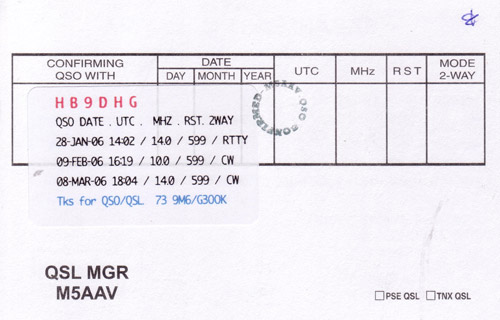 CONFIRMING QSO WITH DATE DAY MONTH YEAR UTC MHz R S T MODE 2-WAY
HB9DHG
QSO DATE . UTC . MHZ . RST. 2WAY
28-JAN-06 14:02 / 14.0 / 599 / RTTY
09-FEB-06 16:19 / 10.0 / 599 / CW
08-MAR-06 18:04 / 14.0 / 599 / CW
Tks for QSO/QSL 73 9M6/G3OOK
CONFIRMED - M5AAV QSO
QSL MGR
M5AAV
PSE QSL TNX QSL